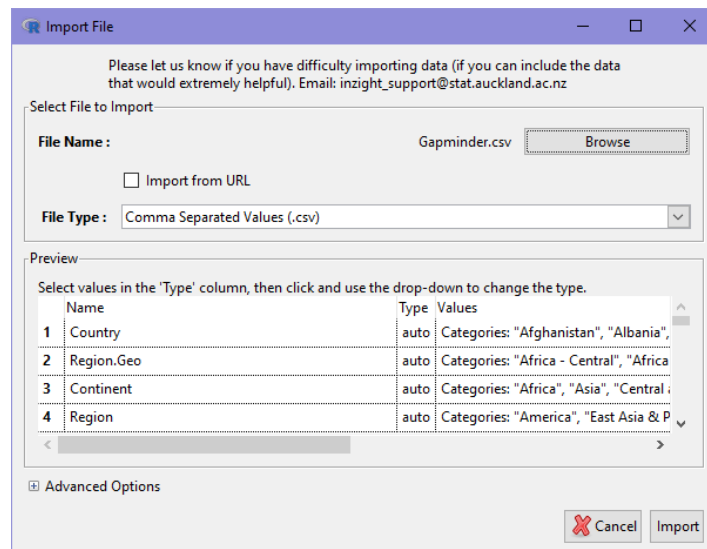 Import File
Please let us know if you have difficulty importing data (if you can include the data
that would extremely helpful). Email: inzight_support@stat.auckland.ac.nz
Select File to Import
File Name : Gapminder.csv Browse
Import from URL
File Type : Comma Separated Values (.csv)
Preview
Select values in the 'Type' column, then click and use the drop-down to change the type.
Name Type Values
1 Country auto Categories: "Afghanistan", "Albania",
2 Region.Geo auto Categories: "Africa - Central", "Africa
3 Continent auto Categories: "Africa", "Asia", "Central
4 Region auto Categories: "America", "East Asia & P
Advanced Options
Cancel Import